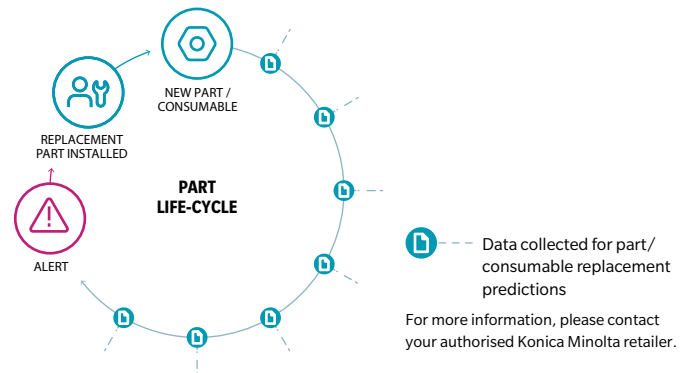 NEW PART /
CONSUMABLE
REPLACEMENT
PART INSTALLED
PART
LIFE-CYCLE
ALERT
Data collected for part/
consumable replacement
predictions
For more information, please contact
your authorised Konica Minolta retailer.